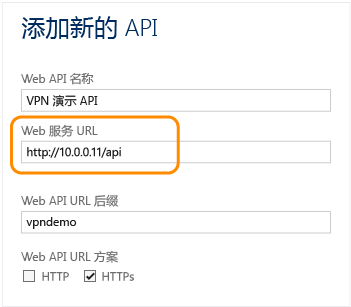 添加新的 API
Web API 名称
VPN 演示 API
Web 服务 URL
http://10.0.0.11/api
Web API URL 后缀
vpndemo
Web API URL 方案
HTTP HTTPs